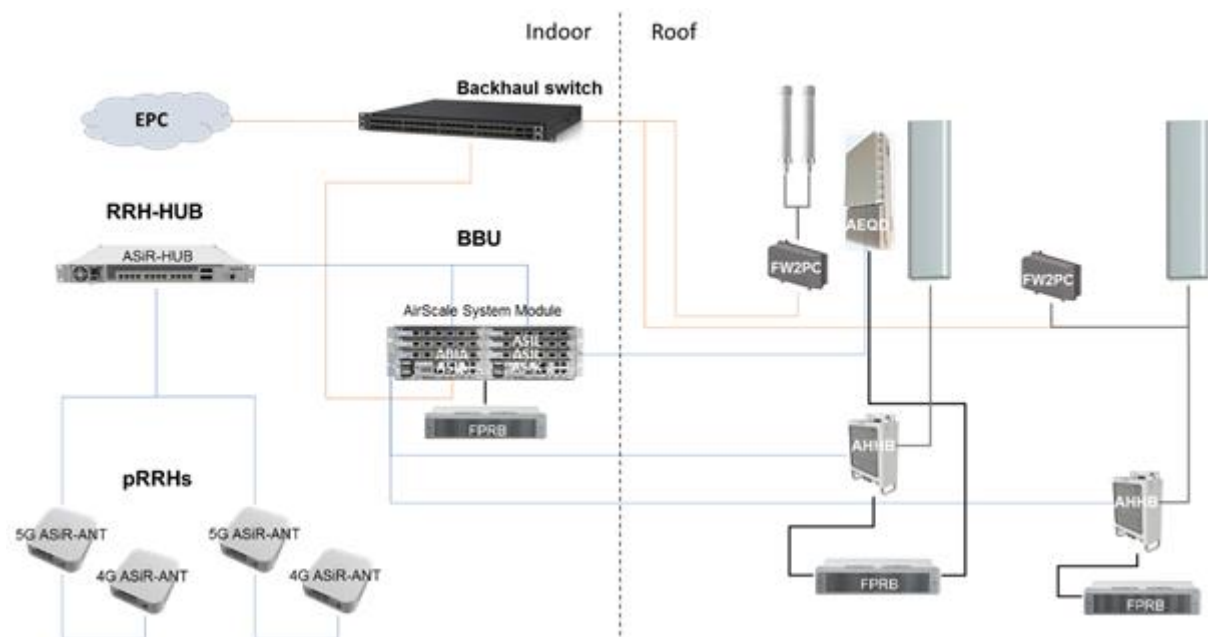 Indoor
Roof
Backhaul switch
EPC
RRH-HUB
ASiR-HUB
BBU
AirScale System Module
ABIA
ASIL
ASIL
FPRB
AEQD
FW2PC
FW2PC
pRRHs
5G ASiR-ANT
5G ASiR-ANT
4G ASiR-ANT
4G ASiR-ANT
AHHB
AHHB
FPRB
FPRB